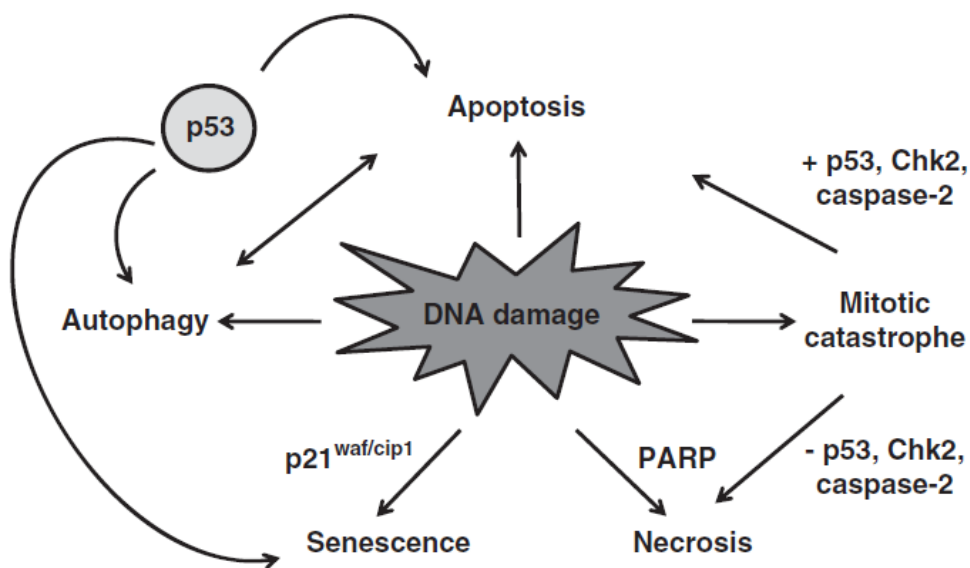 Apoptosis
p53
+ p53, Chk2,
caspase-2
Autophagy
DNA damage
Mitotic
catastrophe
p21waf/cip1
PARP
- p53, Chk2,
caspase-2
Senescence
Necrosis